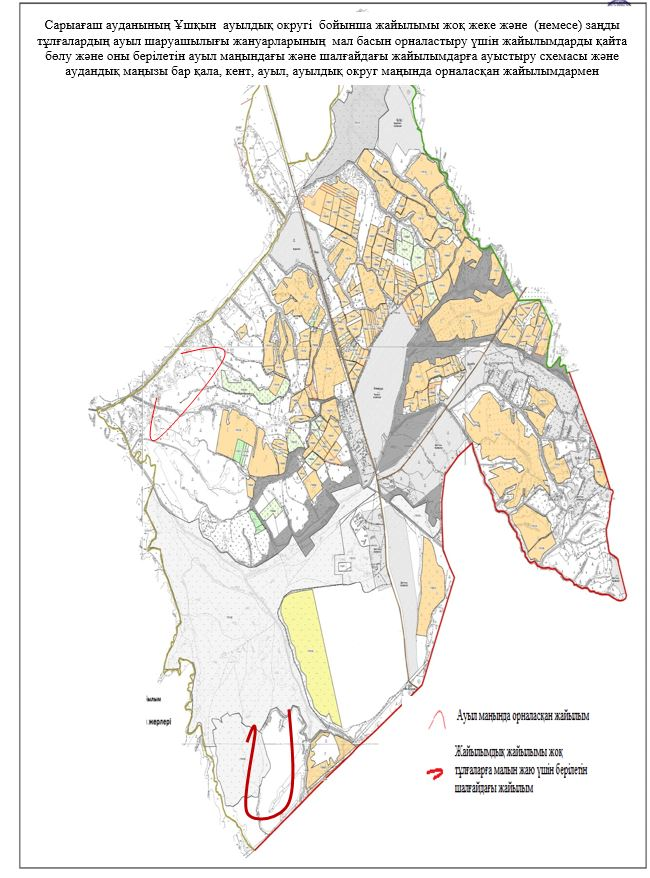 Сарыағаш ауданының Ұшқын ауылдық округі бойынша жайылымы жоқ жеке және (немесе) заңды
тұлғалардың ауыл шаруашылығы жануарларының мал басын орналастыру үшін жайылымдарды қайта
бөлу және оны берілетін ауыл маңындағы және шалғайдағы жайылымдарға ауыстыру схемасы және
аудандық маңызы бар қала, кент, ауыл, ауылдық округ маңында орналасқан жайылымдармен
йылым
жерлері
Ауыл маңында орналасқан жайылым
Жайылымдық жайылымы жоқ
тұлғаларға малын жаю үшін берілетін
шалғайдағы жайылым